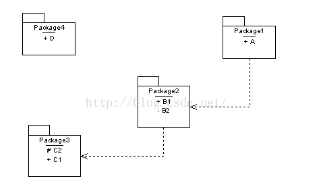 Package4
+ D
Package1
+ A
Package2
+ B1
- B2
Package3
# C2
+ C1